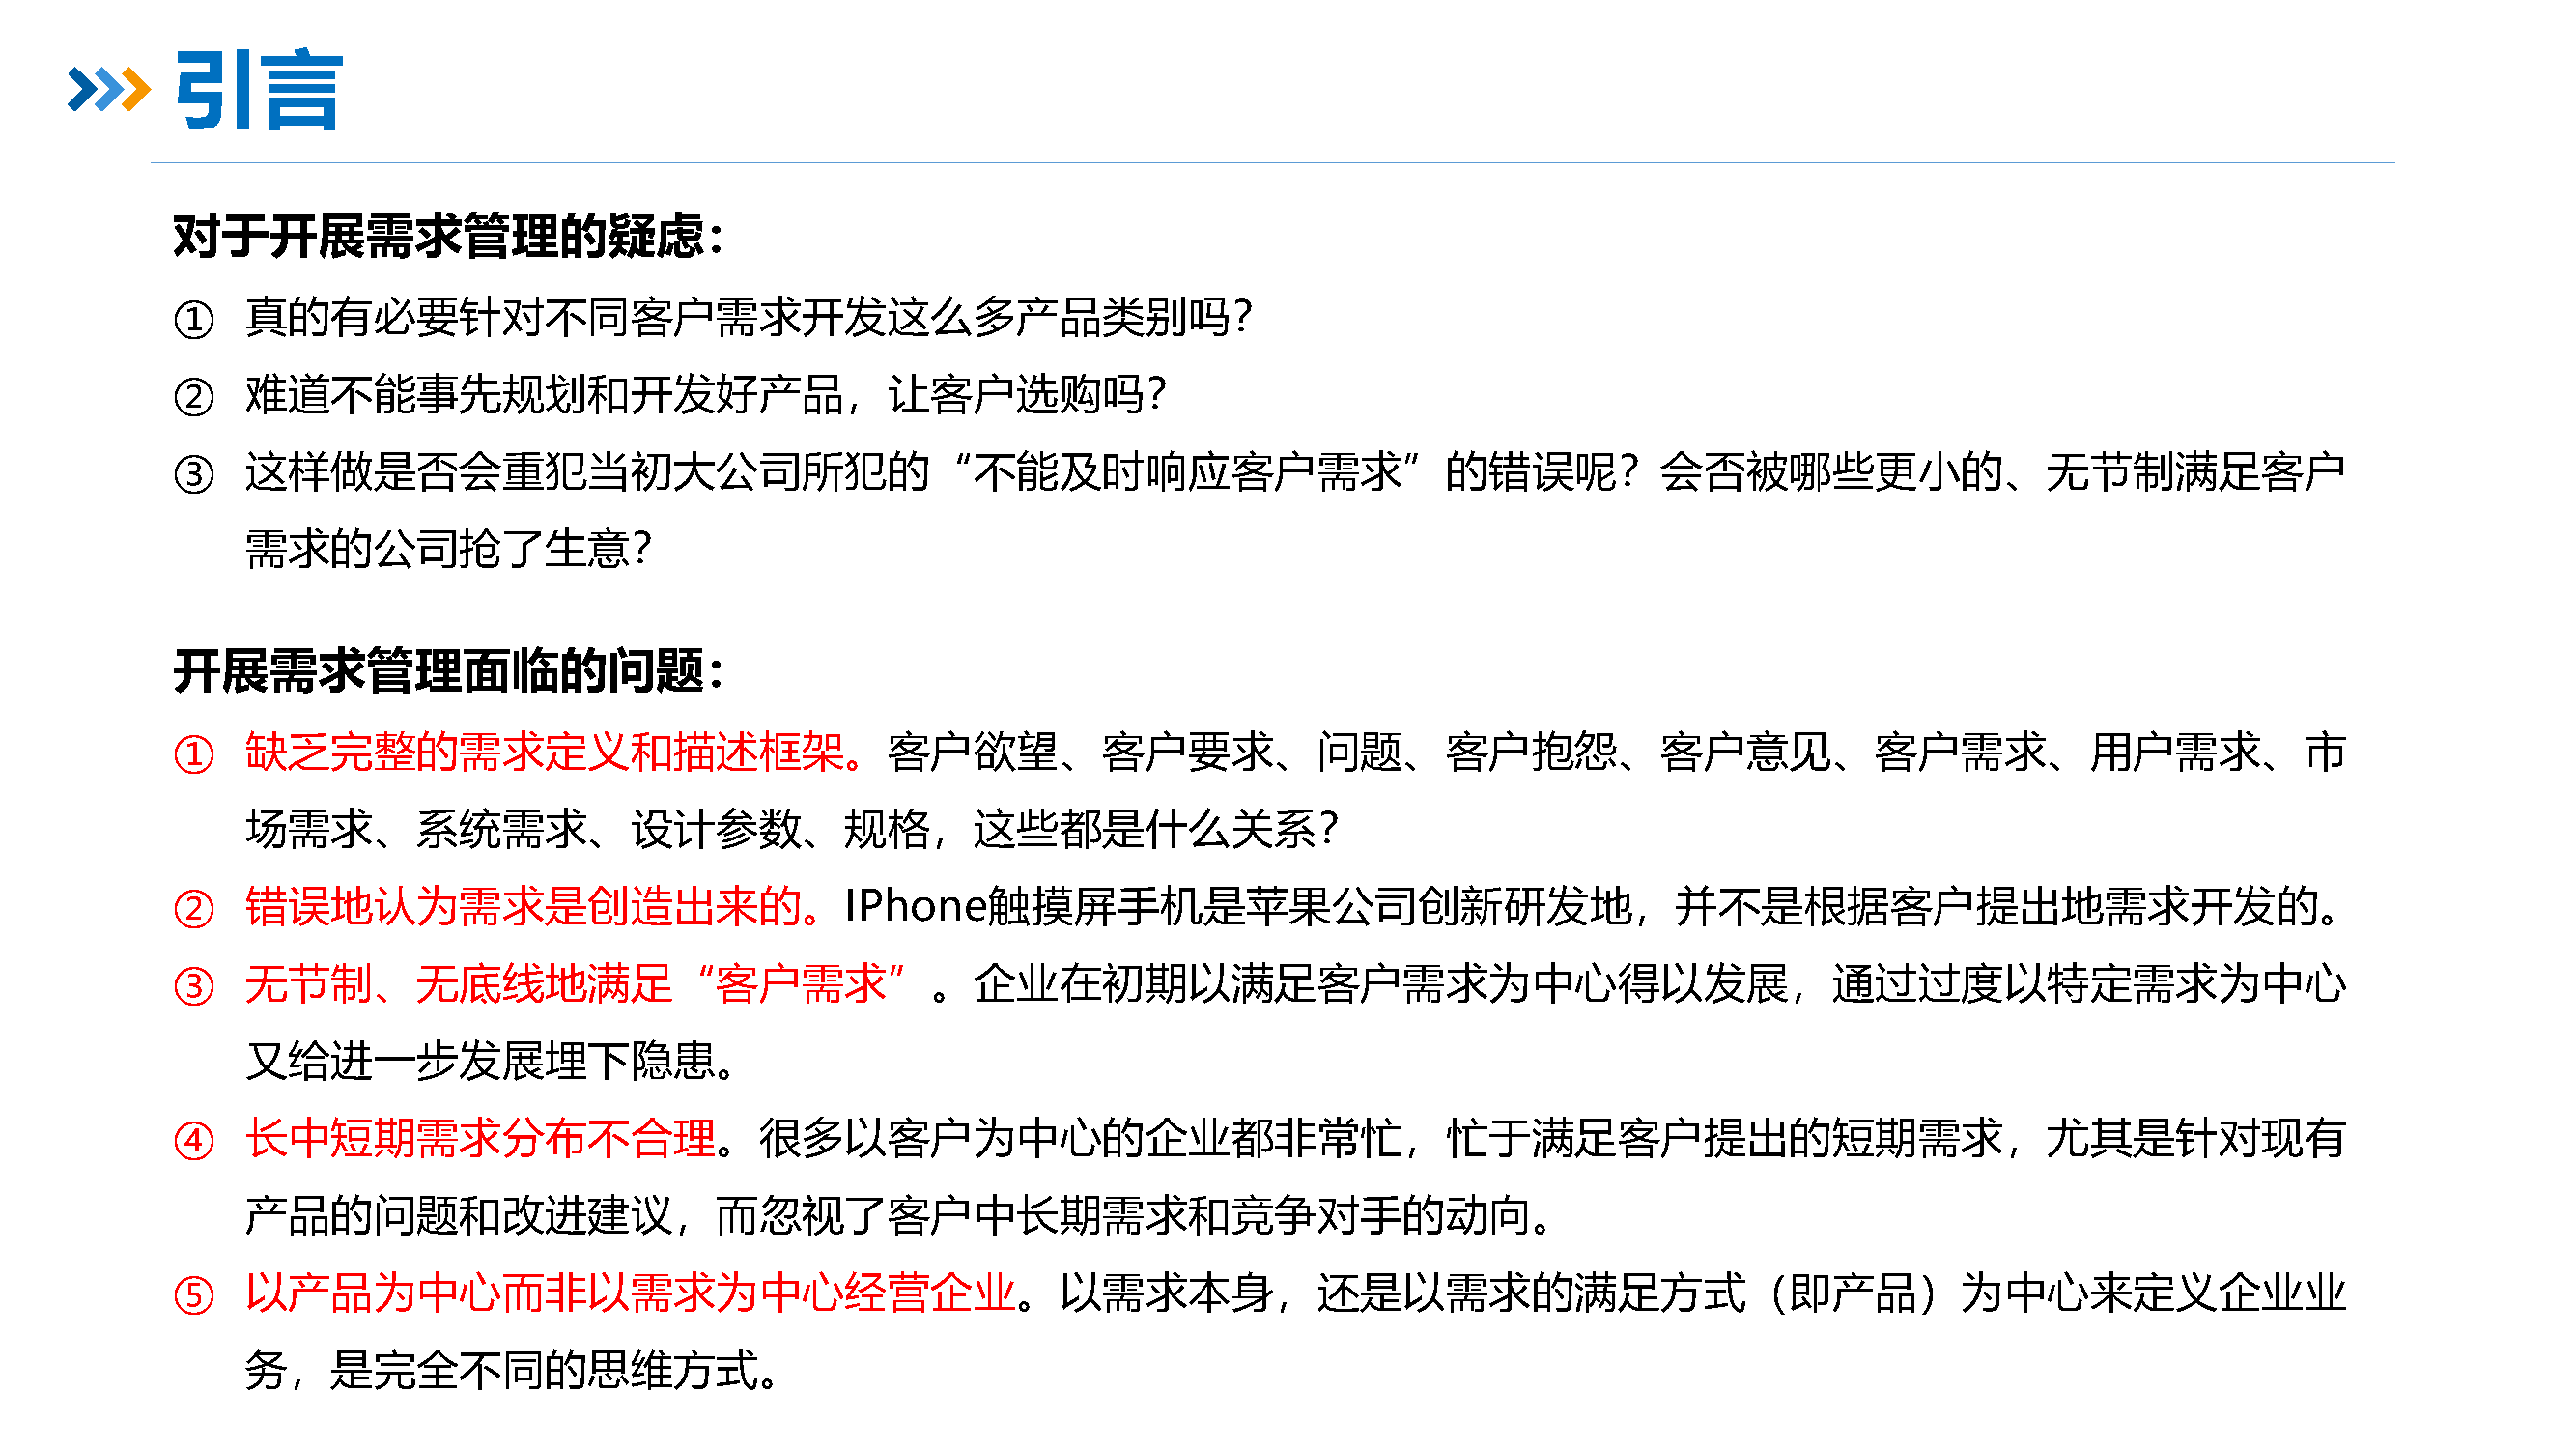 引言
对于开展需求管理的疑虑：
① 真的有必要针对不同客户需求开发这么多产品类别吗？
② 难道不能事先规划和开发好产品，让客户选购吗？
③ 这样做是否会重犯当初大公司所犯的“不能及时响应客户需求”的错误呢？会否被哪些更小的、无节制满足客户
需求的公司抢了生意？
开展需求管理面临的问题：
① 缺乏完整的需求定义和描述框架。客户欲望、客户要求、问题、客户抱怨、客户意见、客户需求、用户需求、市
场需求、系统需求、设计参数、规格，这些都是什么关系？
② 错误地认为需求是创造出来的。IPhone触摸屏手机是苹果公司创新研发地，并不是根据客户提出地需求开发的。
③ 无节制、无底线地满足“客户需求”。企业在初期以满足客户需求为中心得以发展，通过过度以特定需求为中心
又给进一步发展埋下隐患。
④ 长中短期需求分布不合理。很多以客户为中心的企业都非常忙，忙于满足客户提出的短期需求，尤其是针对现有
产品的问题和改进建议，而忽视了客户中长期需求和竞争对手的动向。
⑤ 以产品为中心而非以需求为中心经营企业。以需求本身，还是以需求的满足方式（即产品）为中心来定义企业业
务，是完全不同的思维方式。